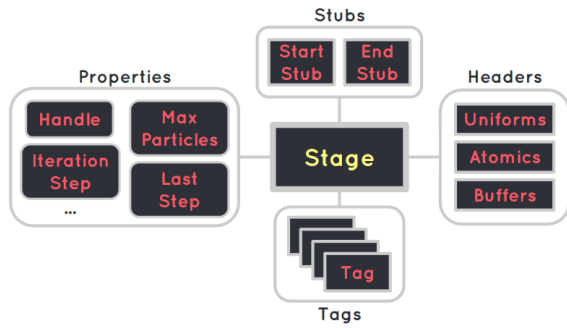 Stubs
Start
Stub
End
Stub
Properties
Handle
Max
Particles
Iteration
Step
Last
Step
...
Stage
Headers
Uniforms
Atomics
Buffers
Tag
Tags